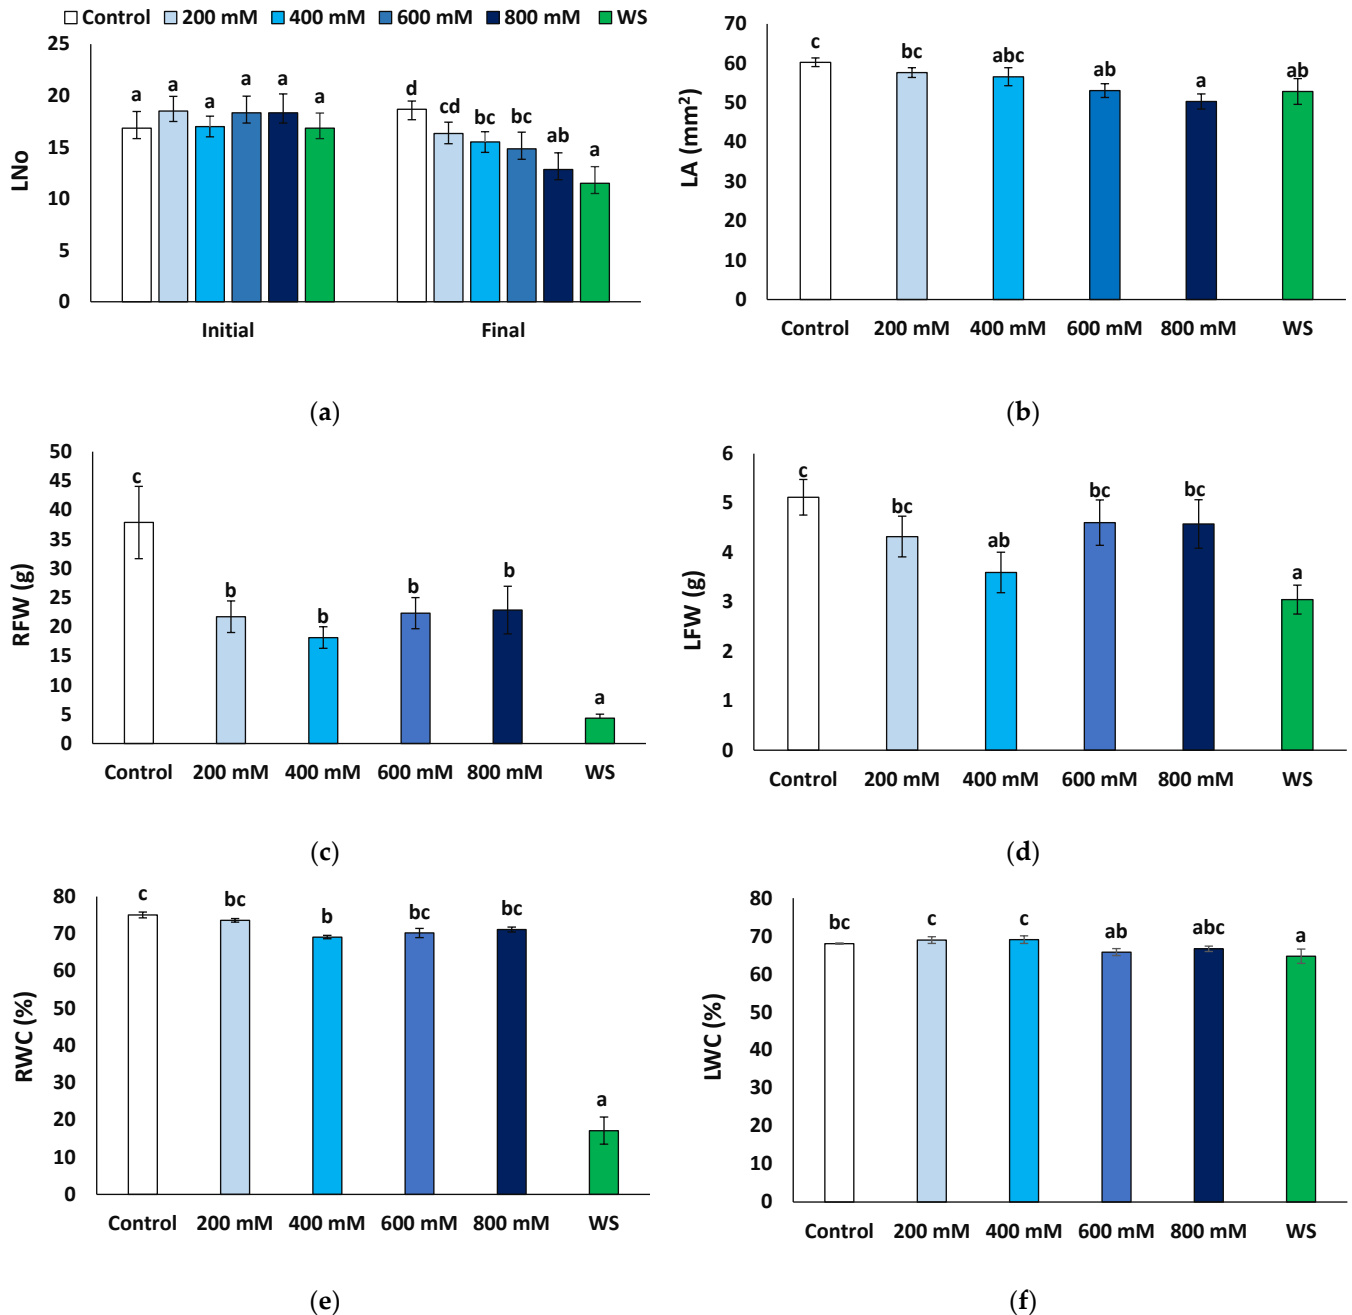 Control 200 mM 400 mM 600 mM 800 mM WS
25
20
15
10
5
0
LNo
a a a a a a d cd bc bc ab a
Initial Final
(a)
70
60
50
40
30
20
10
0
LA (mm²)
c bc abc ab a ab
Control 200 mM 400 mM 600 mM 800 mM WS
(b)
50
45
40
35
30
25
20
15
10
5
0
RFW (g)
c b b b b a
Control 200 mM 400 mM 600 mM 800 mM WS
(c)
6
5
4
3
2
1
0
LFW (g)
c bc ab bc bc a
Control 200 mM 400 mM 600 mM 800 mM WS
(d)
80
70
60
50
40
30
20
10
0
RWC (%)
c bc b bc bc a
Control 200 mM 400 mM 600 mM 800 mM WS
(e)
80
70
60
50
40
30
20
10
0
LWC (%)
bc c c ab abc a
Control 200 mM 400 mM 600 mM 800 mM WS
(f)